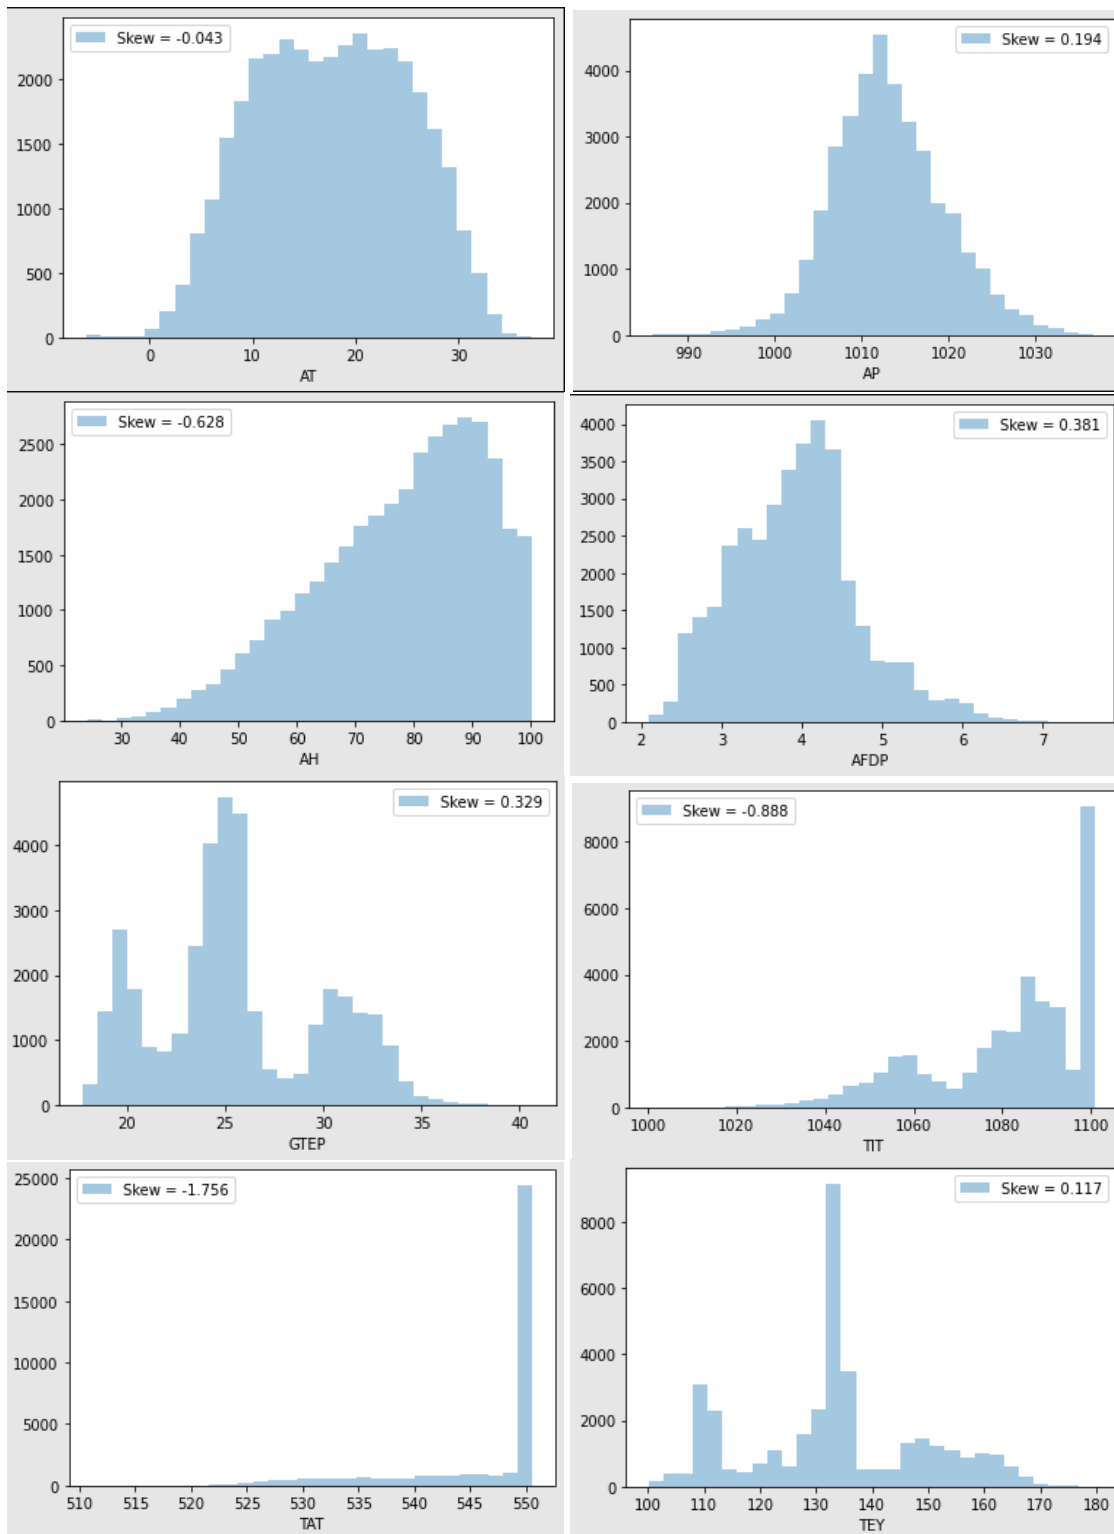 Skew = -0.043
2000
1500
1000
500
0
0 10 20 30
AT
Skew = 0.194
4000
3000
2000
1000
0
990 1000 1010 1020 1030
AP
Skew = -0.628
2500
2000
1500
1000
500
0
30 40 50 60 70 80 90 100
AH
Skew = 0.381
4000
3500
3000
2500
2000
1500
1000
500
0
2 3 4 5 6 7
AFDP
Skew = 0.329
4000
3000
2000
1000
0
20 25 30 35 40
GTEP
Skew = -0.888
8000
6000
4000
2000
0
1000 1020 1040 1060 1080 1100
TIT
Skew = -1.756
25000
20000
15000
10000
5000
0
510 515 520 525 530 535 540 545 550
TAT
Skew = 0.117
8000
6000
4000
2000
0
100 110 120 130 140 150 160 170 180
TEY